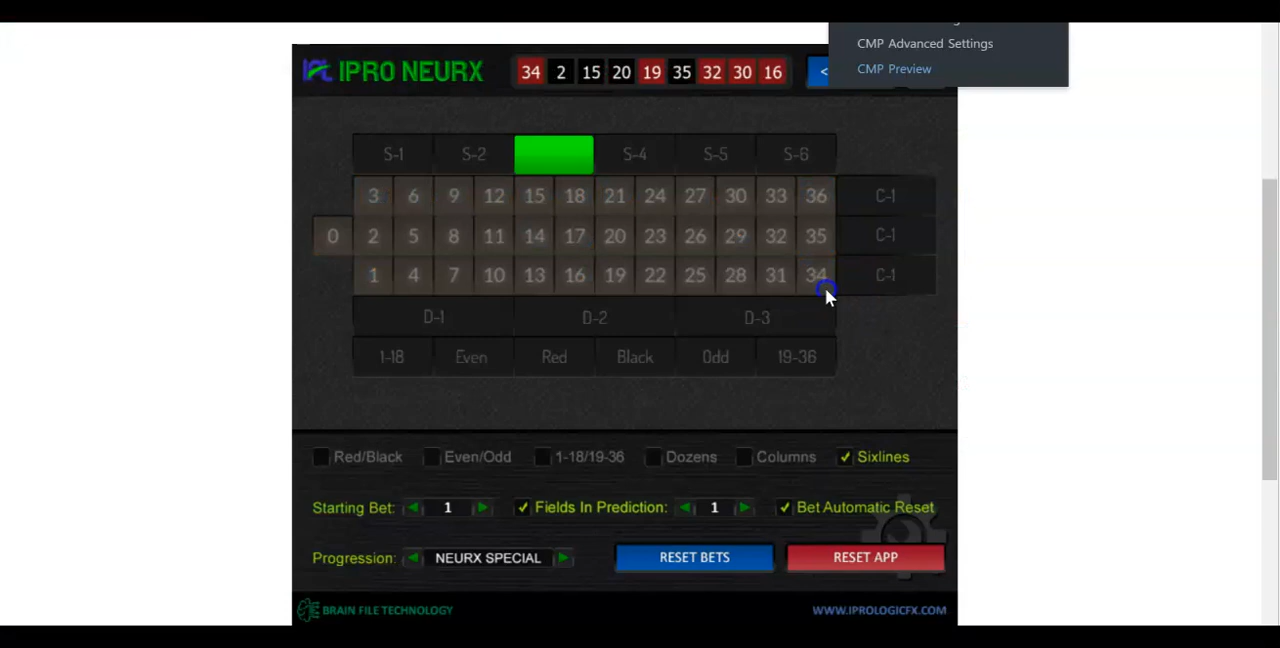 CMP Advanced Settings
CMP Preview
IPRO NEURX
34 2 15 20 19 35 32 30 16 <
S-1 S-2 S-4 S-5 S-6
3 6 9 12 15 18 21 24 27 30 33 36 C-1
0 2 5 8 11 14 17 20 23 26 29 32 35 C-1
1 4 7 10 13 16 19 22 25 28 31 34 C-1
D-1 D-2 D-3
1-18 Even Red Black Odd 19-36
Red/Black Even/Odd 1-18/19-36 Dozens Columns Sixlines
Starting Bet: 1 Fields In Prediction: 1 Bet Automatic Reset
Progression: NEURX SPECIAL RESET BETS RESET APP
BRAIN FILE TECHNOLOGY WWW.IPROLOGICFX.COM